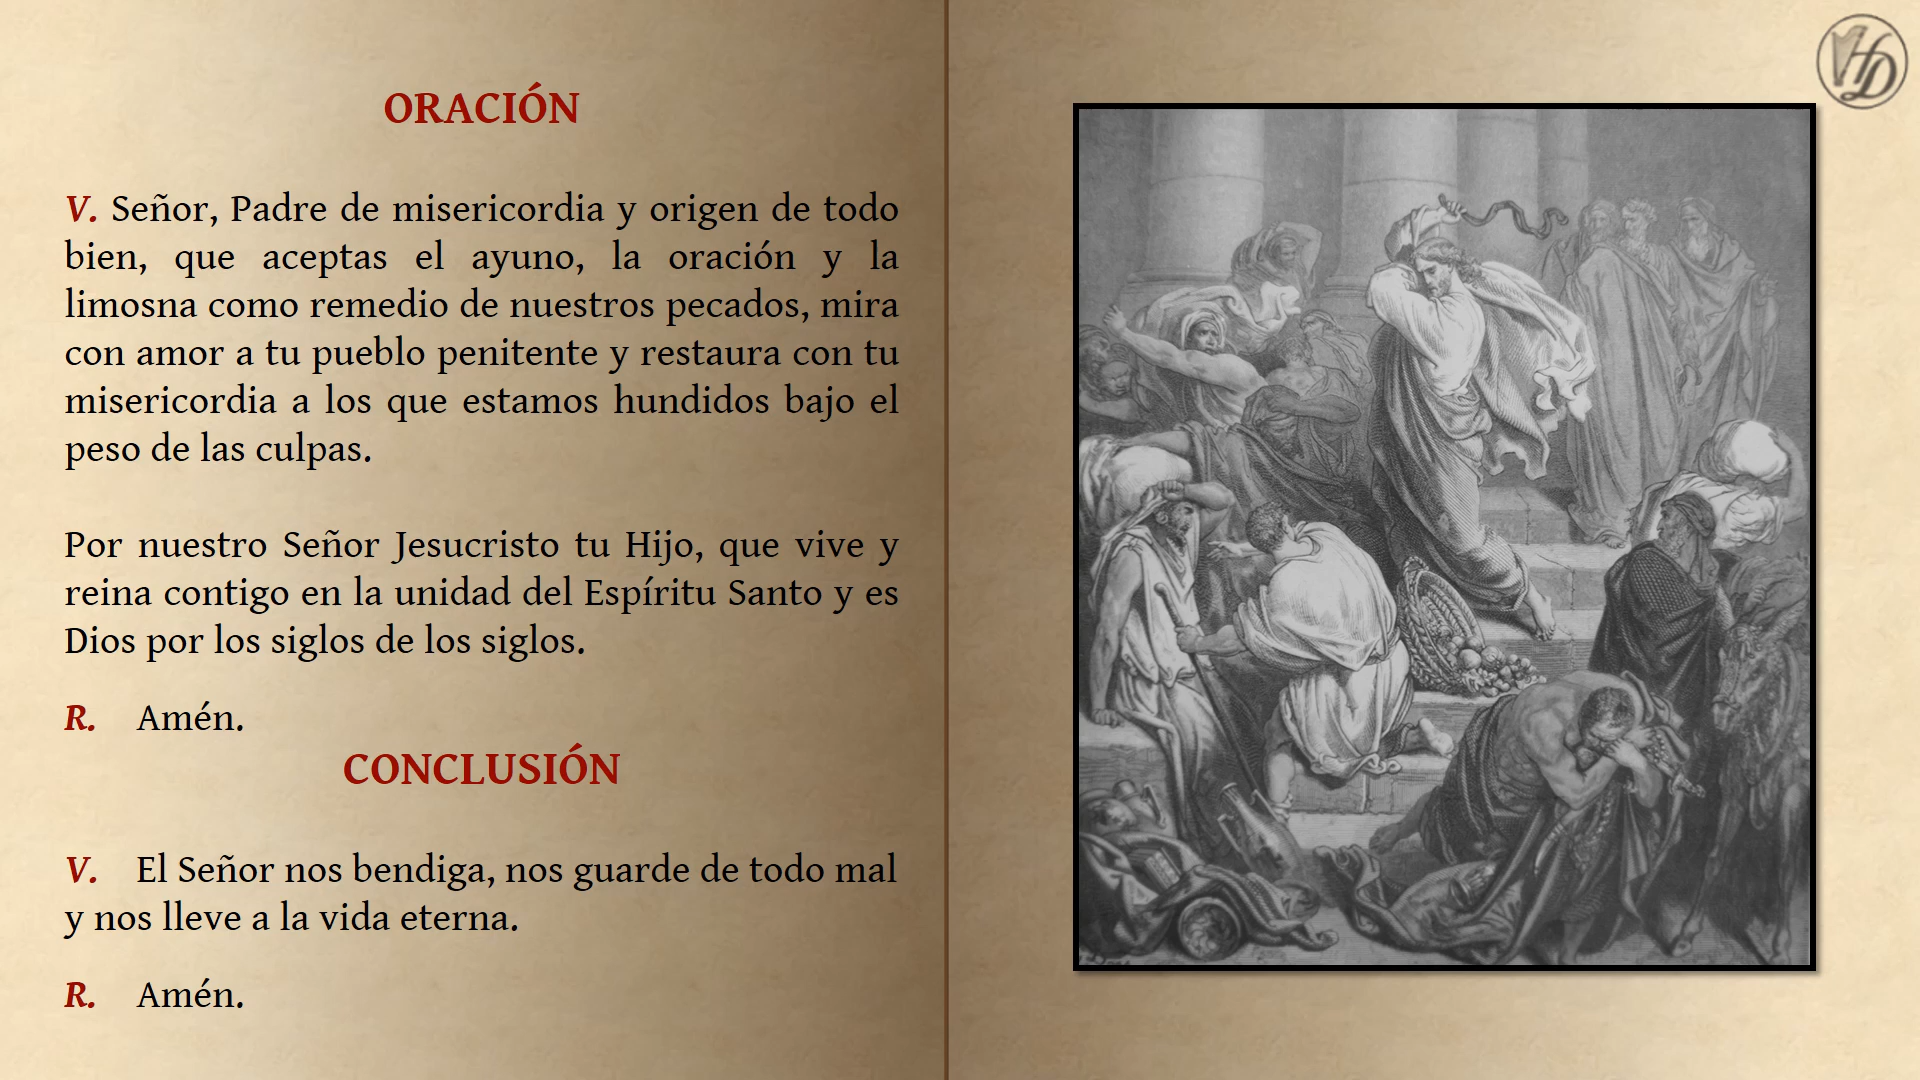 ORACIÓN
V. Señor, Padre de misericordia y origen de todo
bien, que aceptas el ayuno, la oración y la
limosna como remedio de nuestros pecados, mira
con amor a tu pueblo penitente y restaura con tu
misericordia a los que estamos hundidos bajo el
peso de las culpas.
Por nuestro Señor Jesucristo tu Hijo, que vive y
reina contigo en la unidad del Espíritu Santo y es
Dios por los siglos de los siglos.
R. Amén.
CONCLUSIÓN
V. El Señor nos bendiga, nos guarde de todo mal
y nos lleve a la vida eterna.
R. Amén.
HD